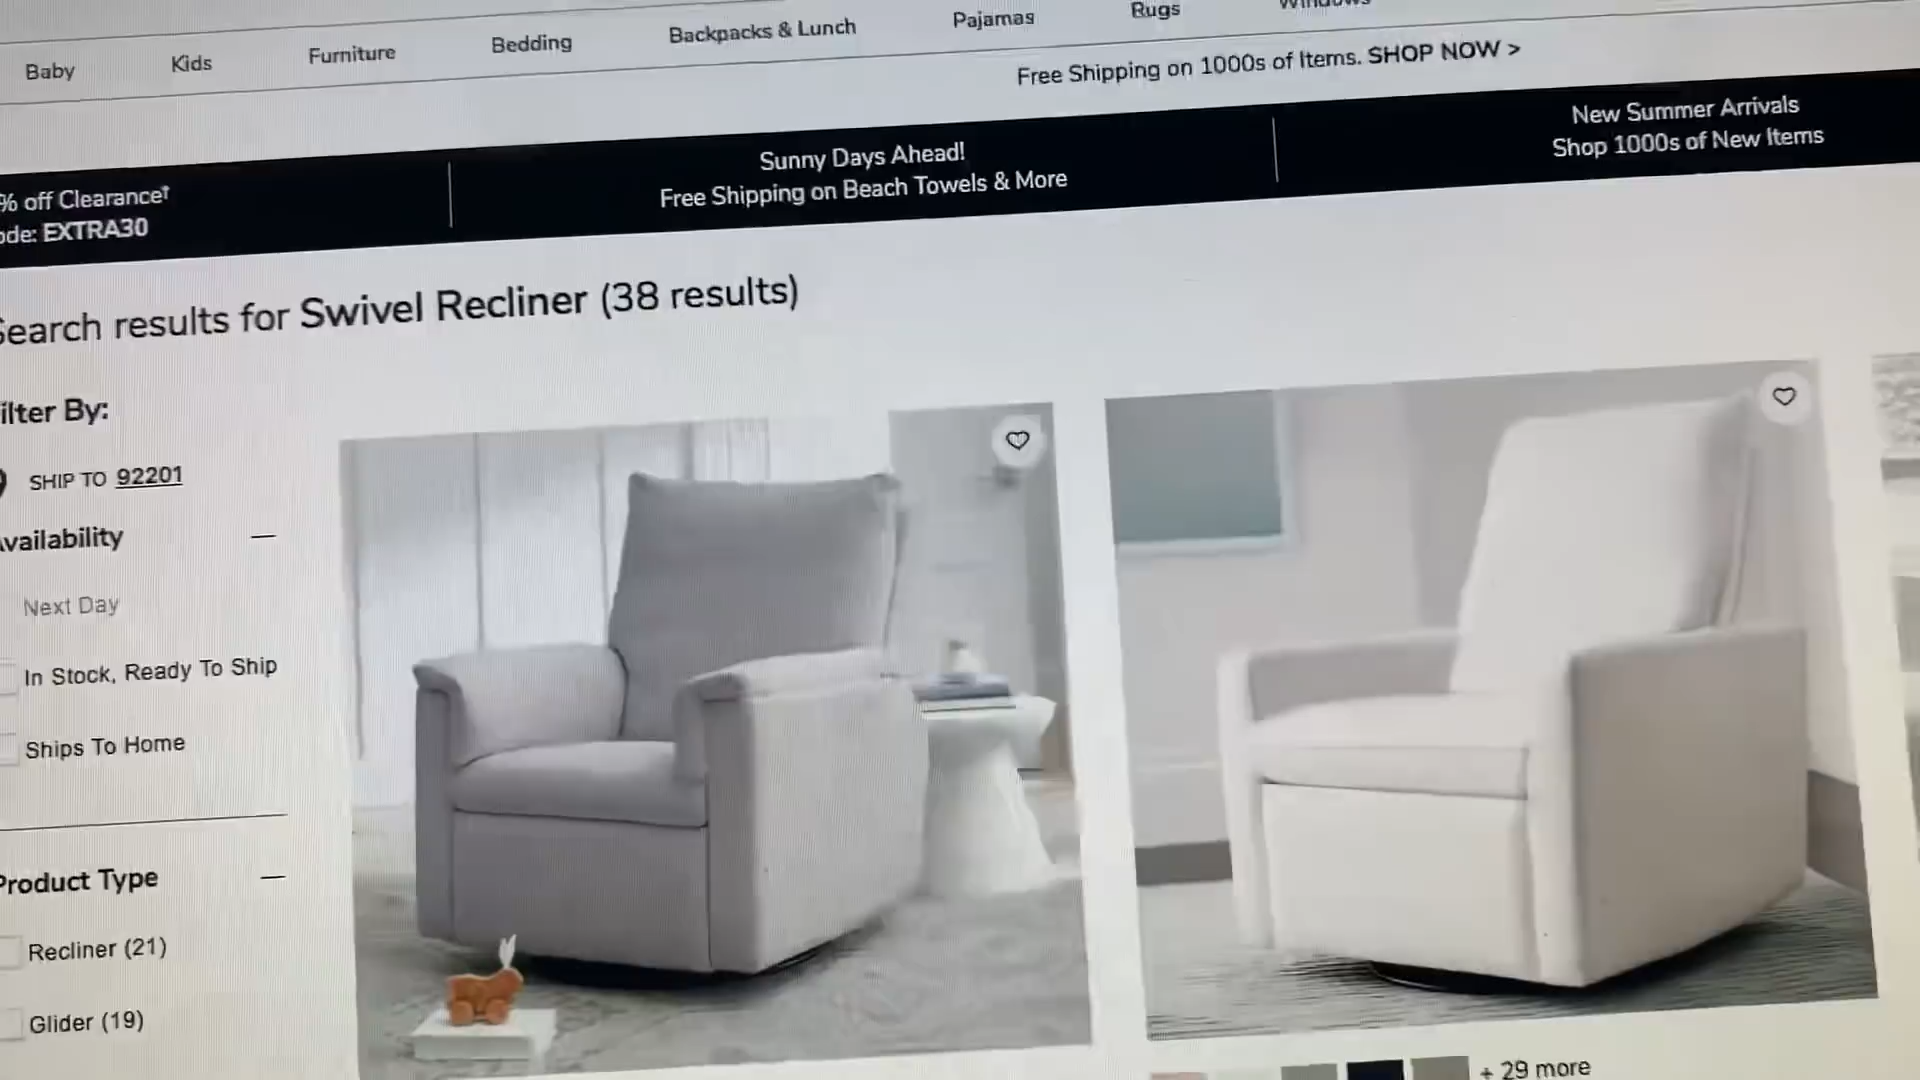 Baby Kids Furniture Bedding Backpacks & Lunch Pajamas Rugs
Free Shipping on 1000s of Items. SHOP NOW >
% off Clearance†
ode: EXTRA30
Sunny Days Ahead!
Free Shipping on Beach Towels & More
New Summer Arrivals
Shop 1000s of New Items
Search results for Swivel Recliner (38 results)
ilter By:
SHIP TO 92201
Availability
Next Day
In Stock, Ready To Ship
Ships To Home
Product Type
Recliner (21)
Glider (19)
+ 29 more